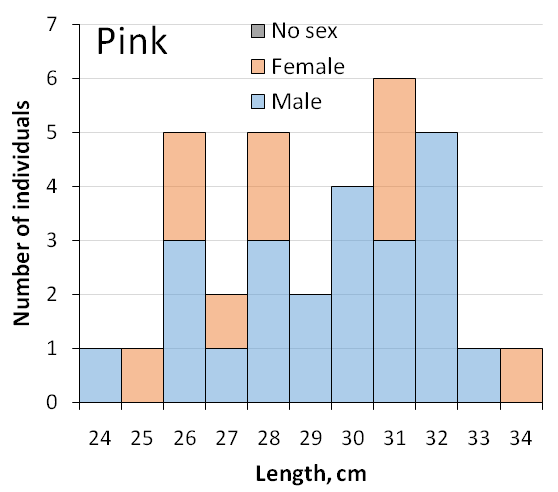 Pink
No sex
Female
Male
Number of individuals
7
6
5
4
3
2
1
0
24 25 26 27 28 29 30 31 32 33 34
Length, cm